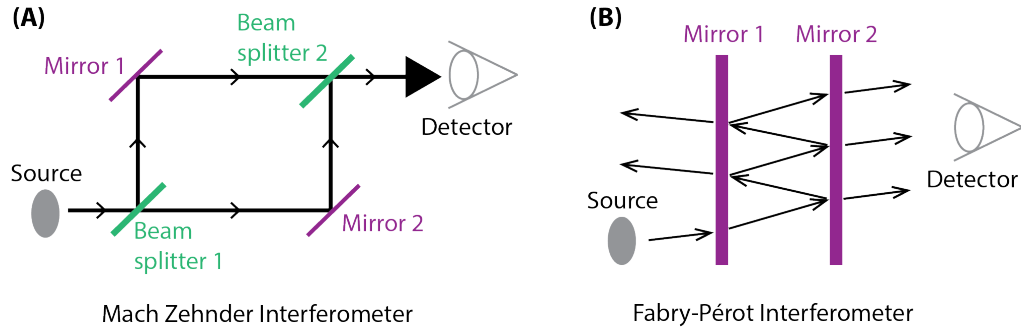 (A)
Beam
splitter 2
Mirror 1
Detector
Source
Mirror 2
Beam
splitter 1
Mach Zehnder Interferometer
(B)
Mirror 1
Mirror 2
Detector
Source
Fabry-Pérot Interferometer